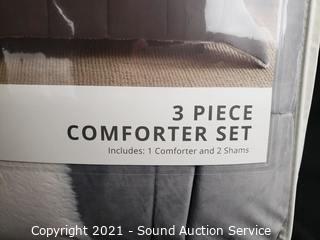 3 PIECE
COMFORTER SET
Includes: 1 Comforter and 2 Shams
Copyright 2021 - Sound Auction Service